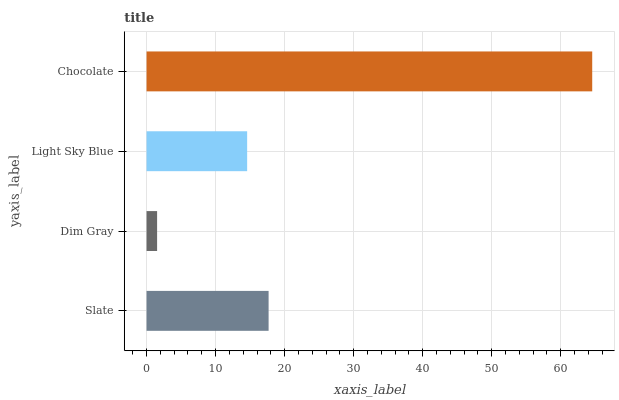 title
Chocolate
Light Sky Blue
Dim Gray
Slate
yaxis_label
0 10 20 30 40 50 60
xaxis_label